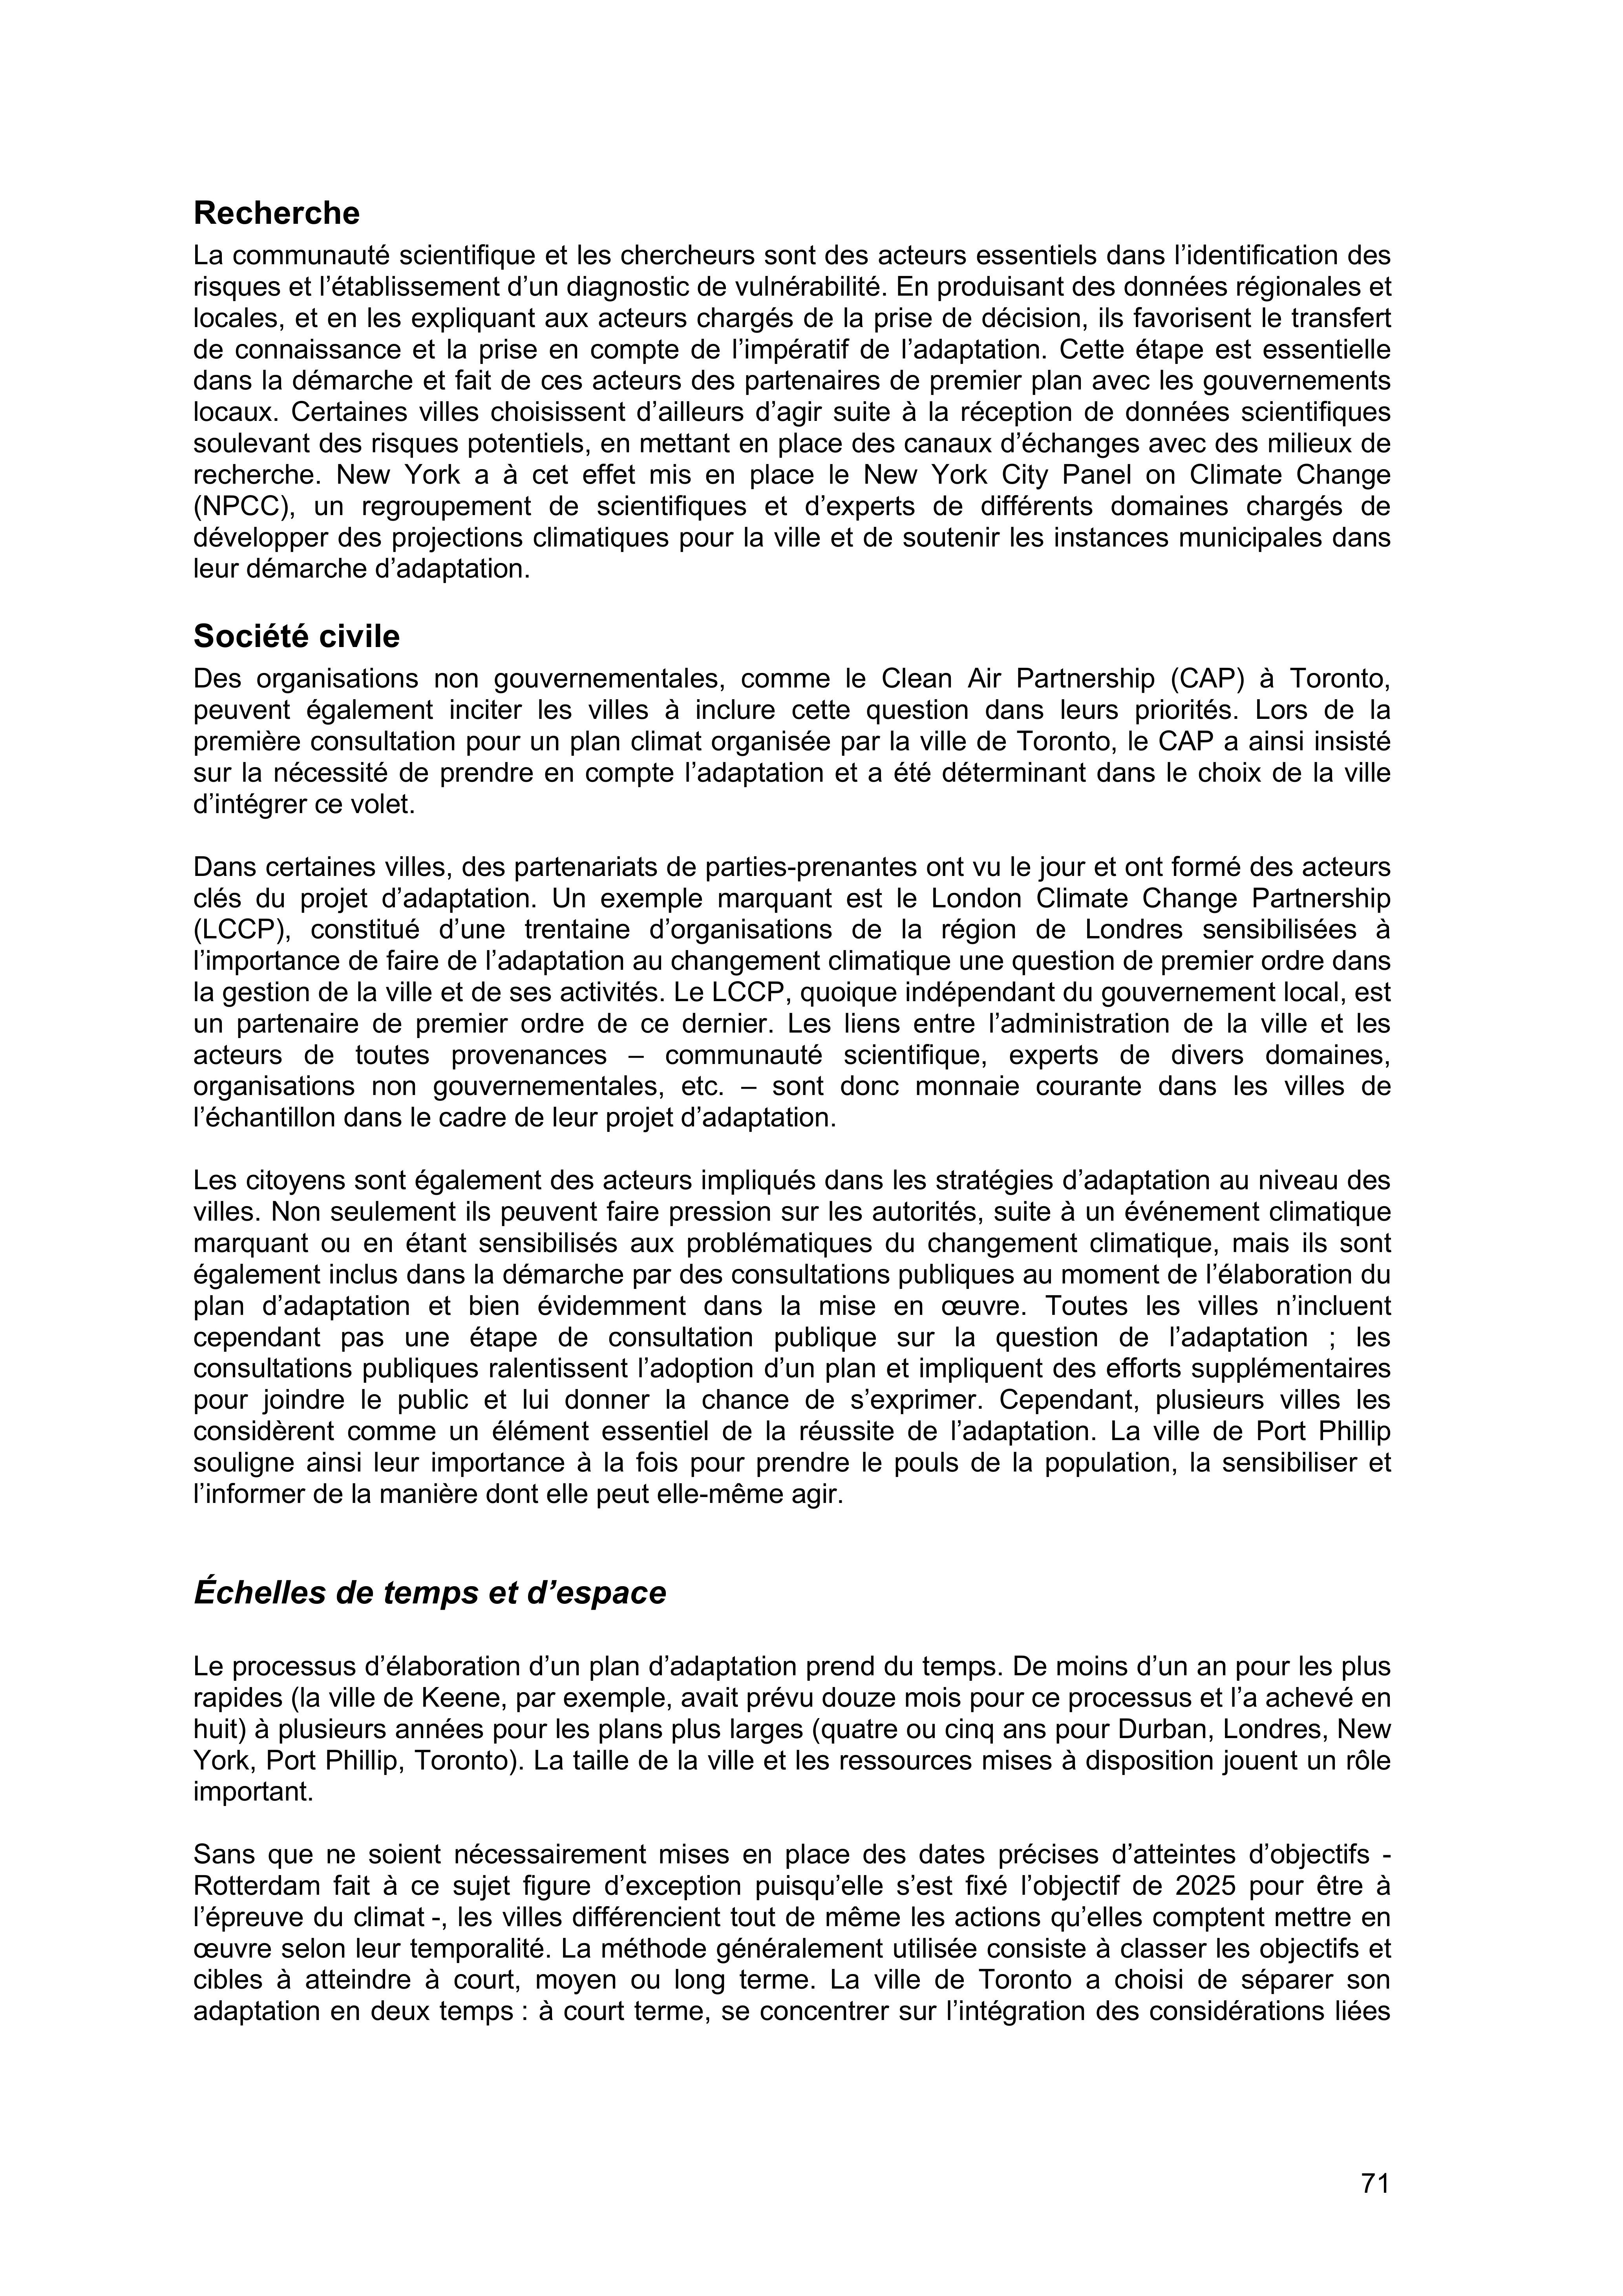 Recherche
La communauté scientifique et les chercheurs sont des acteurs essentiels dans l’identification des
risques et l’établissement d’un diagnostic de vulnérabilité. En produisant des données régionales et
locales, et en les expliquant aux acteurs chargés de la prise de décision, ils favorisent le transfert
de connaissance et la prise en compte de l’impératif de l’adaptation. Cette étape est essentielle
dans la démarche et fait de ces acteurs des partenaires de premier plan avec les gouvernements
locaux. Certaines villes choisissent d’ailleurs d’agir suite à la réception de données scientifiques
soulevant des risques potentiels, en mettant en place des canaux d’échanges avec des milieux de
recherche. New York a à cet effet mis en place le New York City Panel on Climate Change
(NPCC), un regroupement de scientifiques et d’experts de différents domaines chargés de
développer des projections climatiques pour la ville et de soutenir les instances municipales dans
leur démarche d’adaptation.
Société civile
Des organisations non gouvernementales, comme le Clean Air Partnership (CAP) à Toronto,
peuvent également inciter les villes à inclure cette question dans leurs priorités. Lors de la
première consultation pour un plan climat organisée par la ville de Toronto, le CAP a ainsi insisté
sur la nécessité de prendre en compte l’adaptation et a été déterminant dans le choix de la ville
d’intégrer ce volet.
Dans certaines villes, des partenariats de parties-prenantes ont vu le jour et ont formé des acteurs
clés du projet d’adaptation. Un exemple marquant est le London Climate Change Partnership
(LCCP), constitué d’une trentaine d’organisations de la région de Londres sensibilisées à
l’importance de faire de l’adaptation au changement climatique une question de premier ordre dans
la gestion de la ville et de ses activités. Le LCCP, quoique indépendant du gouvernement local, est
un partenaire de premier ordre de ce dernier. Les liens entre l’administration de la ville et les
acteurs de toutes provenances – communauté scientifique, experts de divers domaines,
organisations non gouvernementales, etc. – sont donc monnaie courante dans les villes de
l’échantillon dans le cadre de leur projet d’adaptation.
Les citoyens sont également des acteurs impliqués dans les stratégies d’adaptation au niveau des
villes. Non seulement ils peuvent faire pression sur les autorités, suite à un événement climatique
marquant ou en étant sensibilisés aux problématiques du changement climatique, mais ils sont
également inclus dans la démarche par des consultations publiques au moment de l’élaboration du
plan d’adaptation et bien évidemment dans la mise en œuvre. Toutes les villes n’incluent
cependant pas une étape de consultation publique sur la question de l’adaptation ; les
consultations publiques ralentissent l’adoption d’un plan et impliquent des efforts supplémentaires
pour joindre le public et lui donner la chance de s’exprimer. Cependant, plusieurs villes les
considèrent comme un élément essentiel de la réussite de l’adaptation. La ville de Port Phillip
souligne ainsi leur importance à la fois pour prendre le pouls de la population, la sensibiliser et
l’informer de la manière dont elle peut elle-même agir.
Échelles de temps et d’espace
Le processus d’élaboration d’un plan d’adaptation prend du temps. De moins d’un an pour les plus
rapides (la ville de Keene, par exemple, avait prévu douze mois pour ce processus et l’a achevé en
huit) à plusieurs années pour les plans plus larges (quatre ou cinq ans pour Durban, Londres, New
York, Port Phillip, Toronto). La taille de la ville et les ressources mises à disposition jouent un rôle
important.
Sans que ne soient nécessairement mises en place des dates précises d’atteintes d’objectifs -
Rotterdam fait à ce sujet figure d’exception puisqu’elle s’est fixé l’objectif de 2025 pour être à
l’épreuve du climat -, les villes différencient tout de même les actions qu’elles comptent mettre en
œuvre selon leur temporalité. La méthode généralement utilisée consiste à classer les objectifs et
cibles à atteindre à court, moyen ou long terme. La ville de Toronto a choisi de séparer son
adaptation en deux temps : à court terme, se concentrer sur l’intégration des considérations liées
71